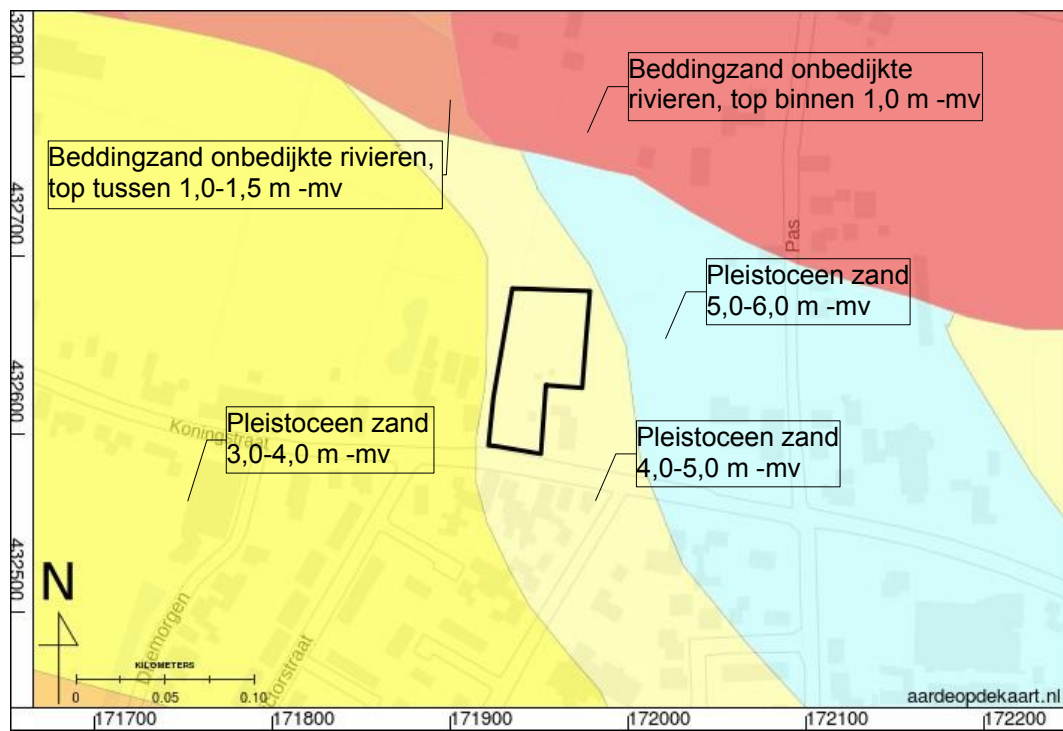 Beddingzand onbedijkte
rivieren, top binnen 1,0 m -mv
Beddingzand onbedijkte rivieren,
top tussen 1,0-1,5 m -mv
Pas
Pleistoceen zand
5,0-6,0 m -mv
Koningstraat
Pleistoceen zand
3,0-4,0 m -mv
Pleistoceen zand
4,0-5,0 m -mv
432700
432600
432500
N
KILOMETERS
0 0.05 0.10
aardeopdekaart.nl
171700 171800 171900 172000 172100 172200